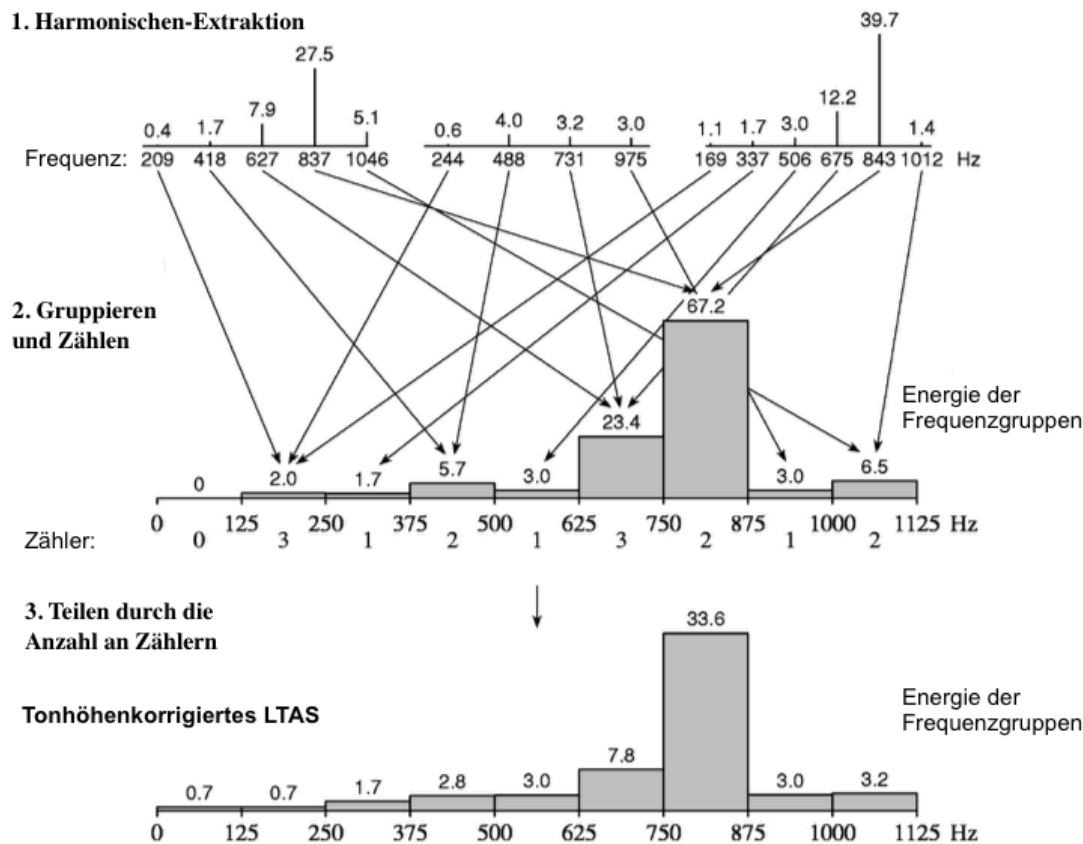 1. Harmonischen-Extraktion
27.5
39.7
0.4 1.7 7.9 5.1 0.6 4.0 3.2 3.0 1.1 1.7 3.0 12.2 1.4
Frequenz: 209 418 627 837 1046 244 488 731 975 169 337 506 675 843 1012 Hz
2. Gruppieren
und Zählen
67.2
Energie der
Frequenzgruppen
0 2.0 1.7 5.7 3.0 23.4 3.0 6.5
0 125 250 375 500 625 750 875 1000 1125 Hz
Zähler: 0 3 1 2 1 3 2 1 2
3. Teilen durch die
Anzahl an Zählern
33.6
Tonhöhenkorrigiertes LTAS
Energie der
Frequenzgruppen
0.7 0.7 1.7 2.8 3.0 7.8 3.0 3.2
0 125 250 375 500 625 750 875 1000 1125 Hz